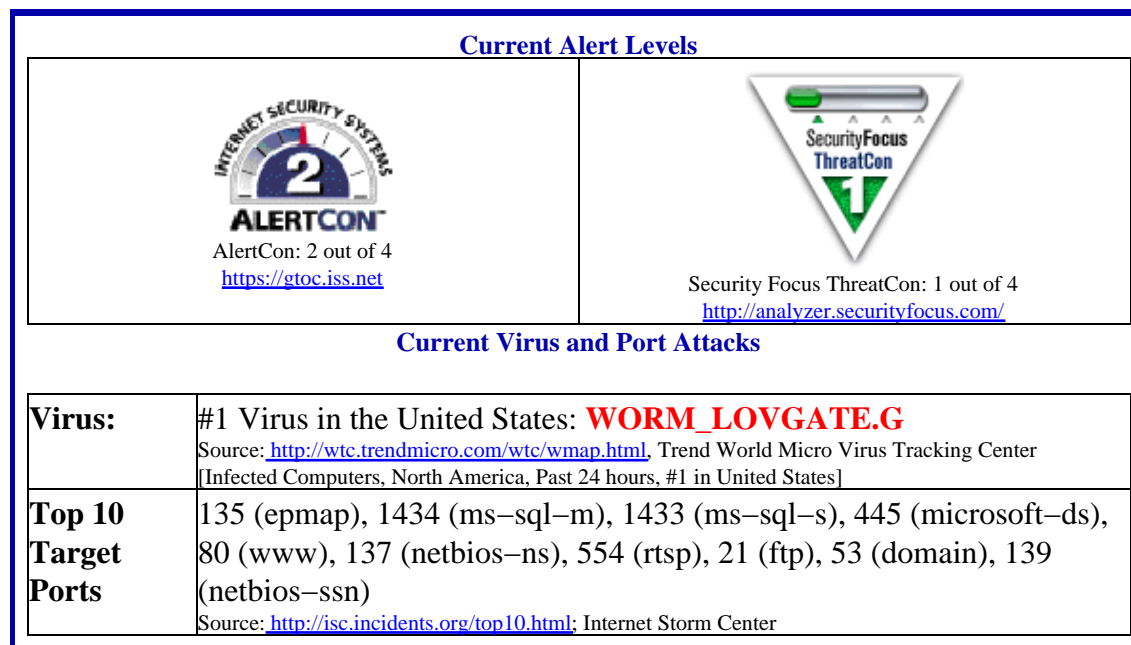 Current Alert Levels
INTERNET SECURITY SYSTEMS
2
ALERTCON™
AlertCon: 2 out of 4
https://gtoc.iss.net
SecurityFocus
ThreatCon
1
Security Focus ThreatCon: 1 out of 4
http://analyzer.securityfocus.com/
Current Virus and Port Attacks
Virus:
#1 Virus in the United States: WORM_LOVGATE.G
Source: http://wtc.trendmicro.com/wtc/wmap.html, Trend World Micro Virus Tracking Center
[Infected Computers, North America, Past 24 hours, #1 in United States]
Top 10
Target
Ports
135 (epmap), 1434 (ms−sql−m), 1433 (ms−sql−s), 445 (microsoft−ds),
80 (www), 137 (netbios−ns), 554 (rtsp), 21 (ftp), 53 (domain), 139
(netbios−ssn)
Source: http://isc.incidents.org/top10.html; Internet Storm Center